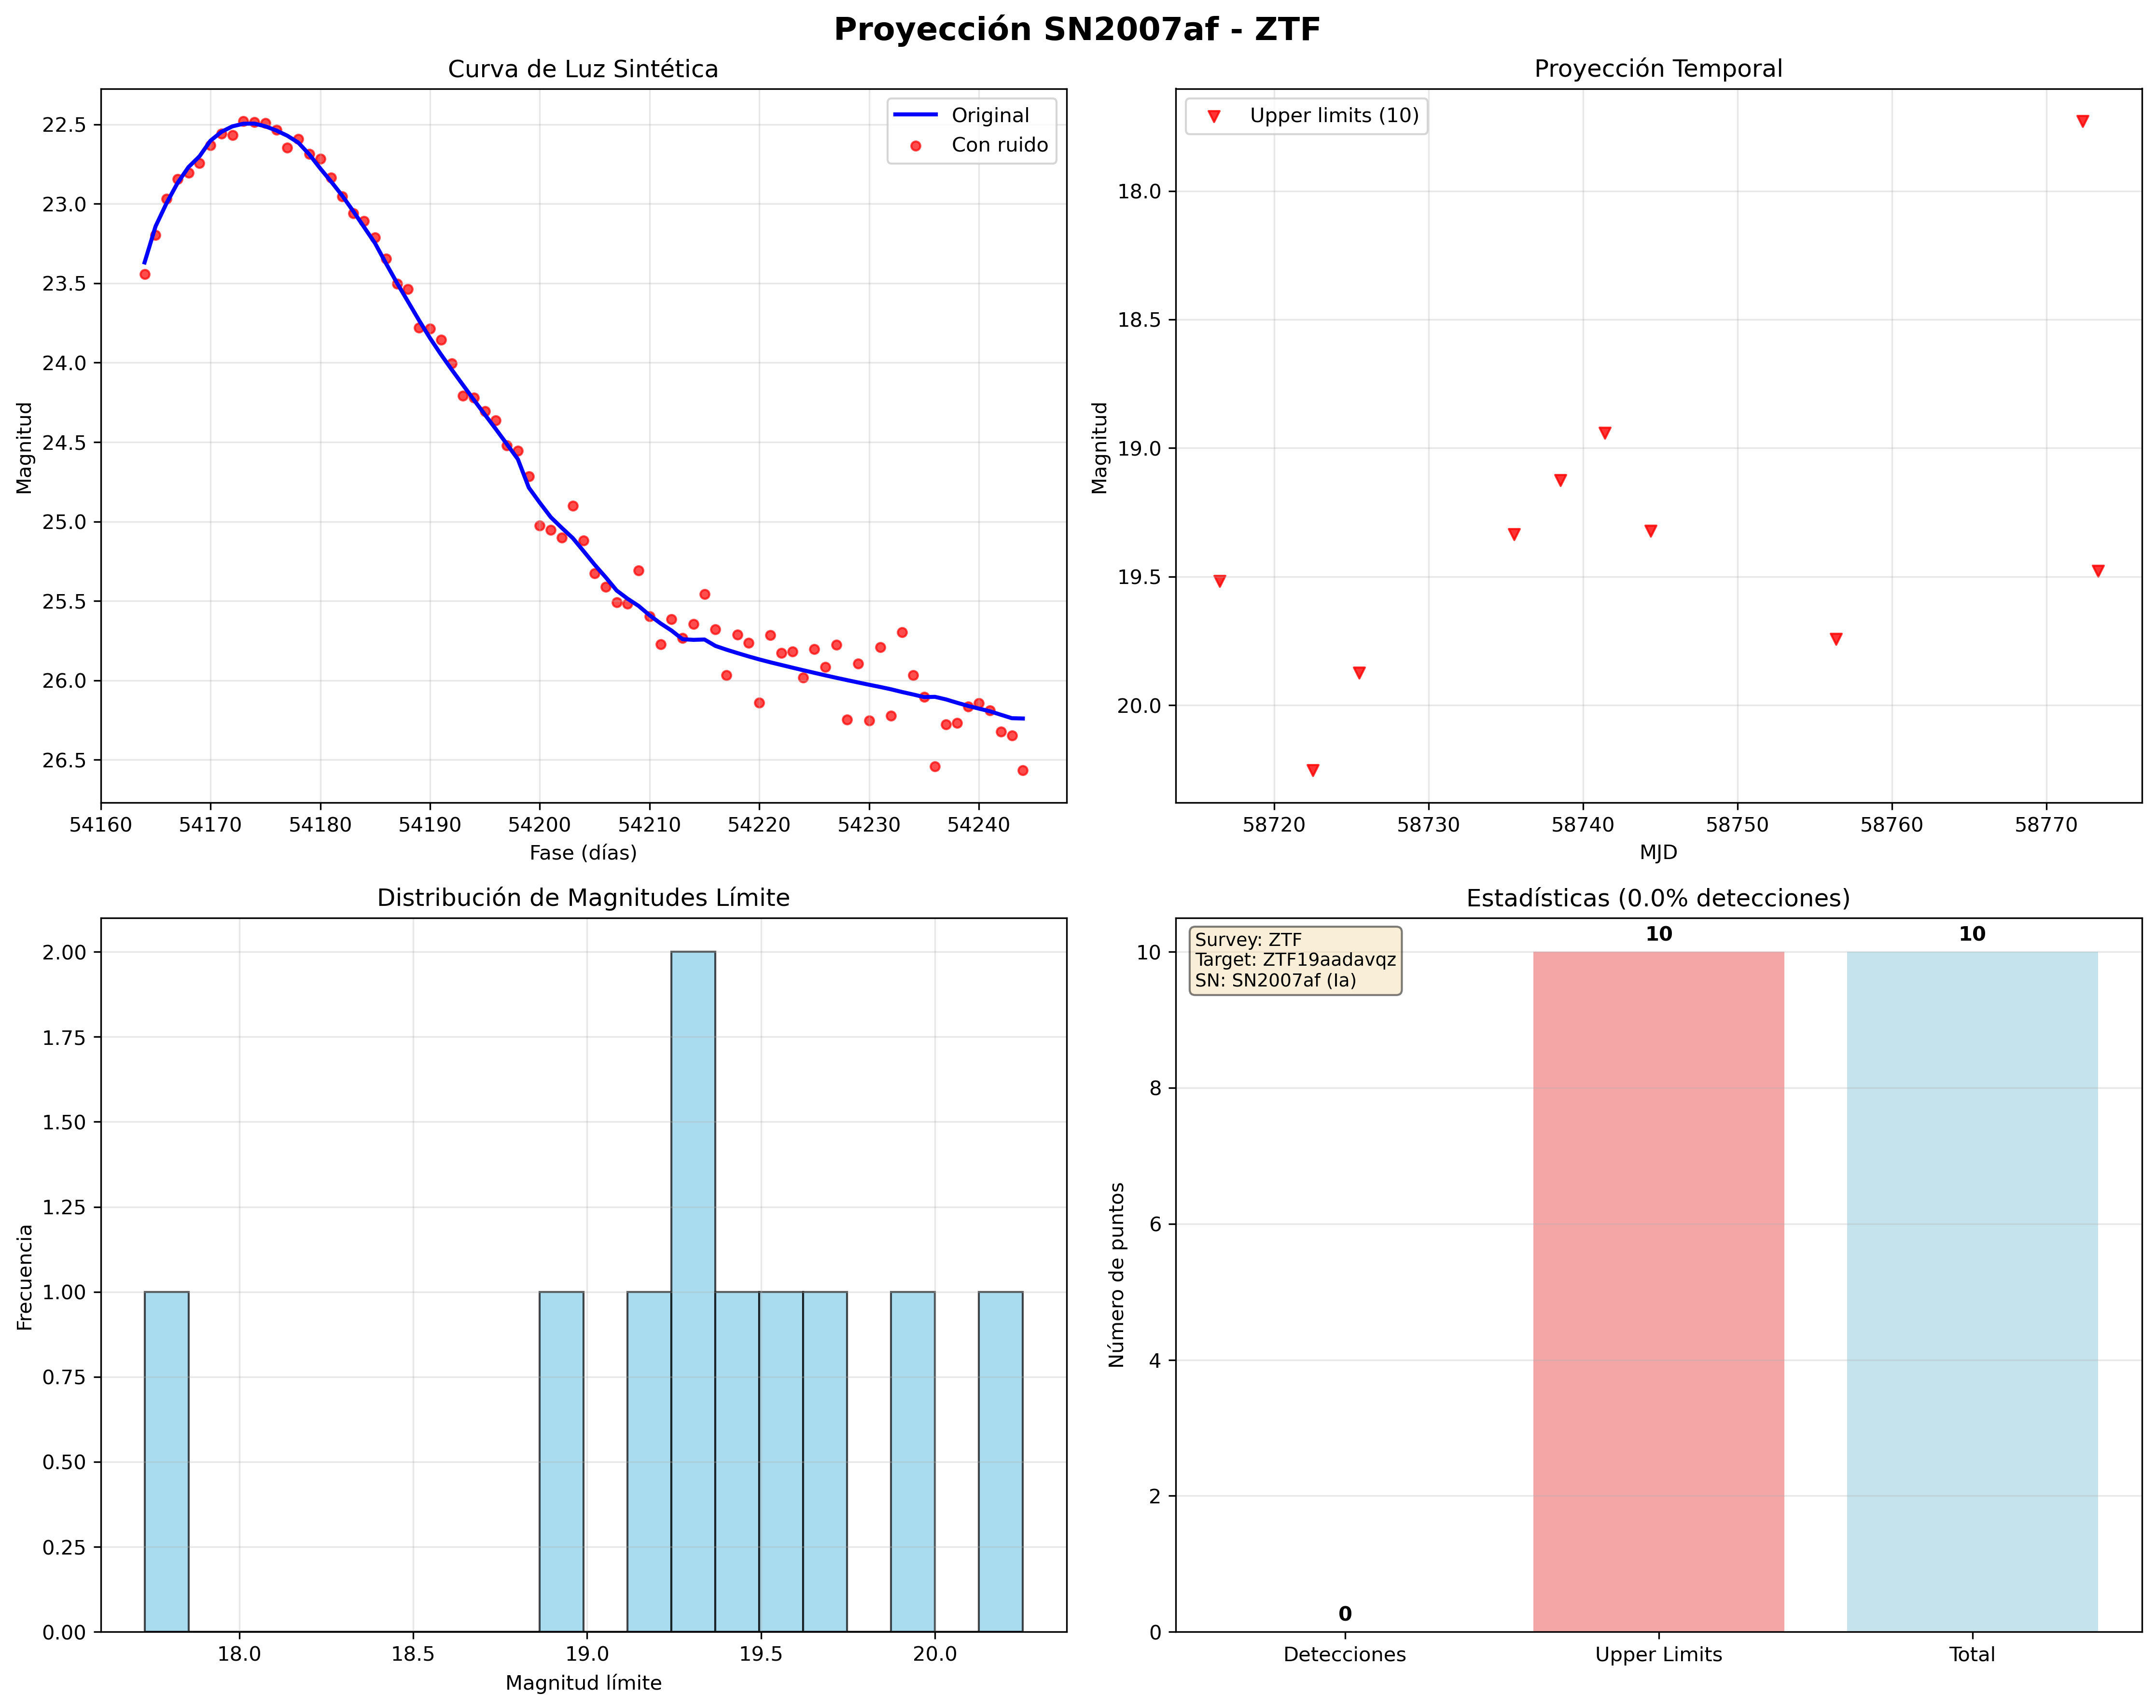 Proyección SN2007af - ZTF
Curva de Luz Sintética
Original
Con ruido
22.5
23.0
23.5
24.0
24.5
25.0
25.5
26.0
26.5
Magnitud
54160 54170 54180 54190 54200 54210 54220 54230 54240
Fase (días)
Proyección Temporal
Upper limits (10)
18.0
18.5
19.0
19.5
20.0
Magnitud
58720 58730 58740 58750 58760 58770
MJD
Distribución de Magnitudes Límite
2.00
1.75
1.50
1.25
1.00
0.75
0.50
0.25
0.00
Frecuencia
18.0 18.5 19.0 19.5 20.0
Magnitud límite
Estadísticas (0.0% detecciones)
Survey: ZTF
Target: ZTF19aadavqz
SN: SN2007af (Ia)
10
8
6
4
2
0
Número de puntos
0
10
10
Detecciones Upper Limits Total